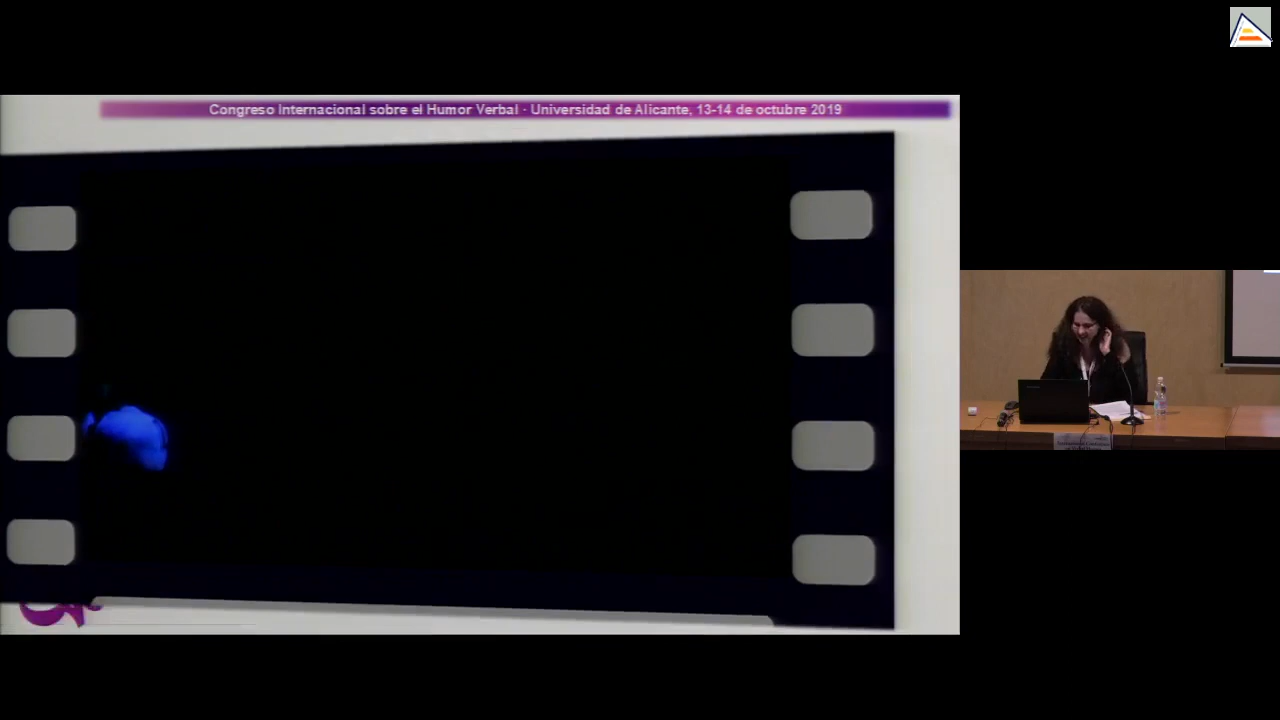 Congreso Internacional sobre el Humor Verbal · Universidad de Alicante, 13-14 de octubre 2019